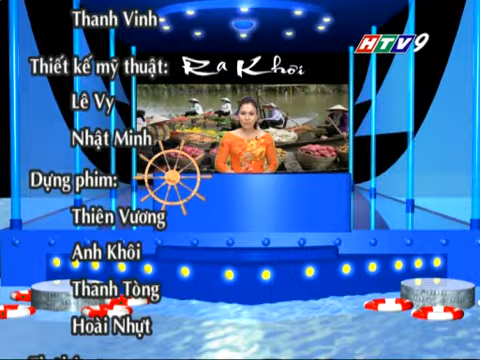 HTV9
Thanh Vinh
Thiết kế mỹ thuật:
Ra Khơi
Lê Vy
Nhật Minh
Dựng phim:
Thiên Vương
Anh Khôi
Thanh Tòng
Hoài Nhựt